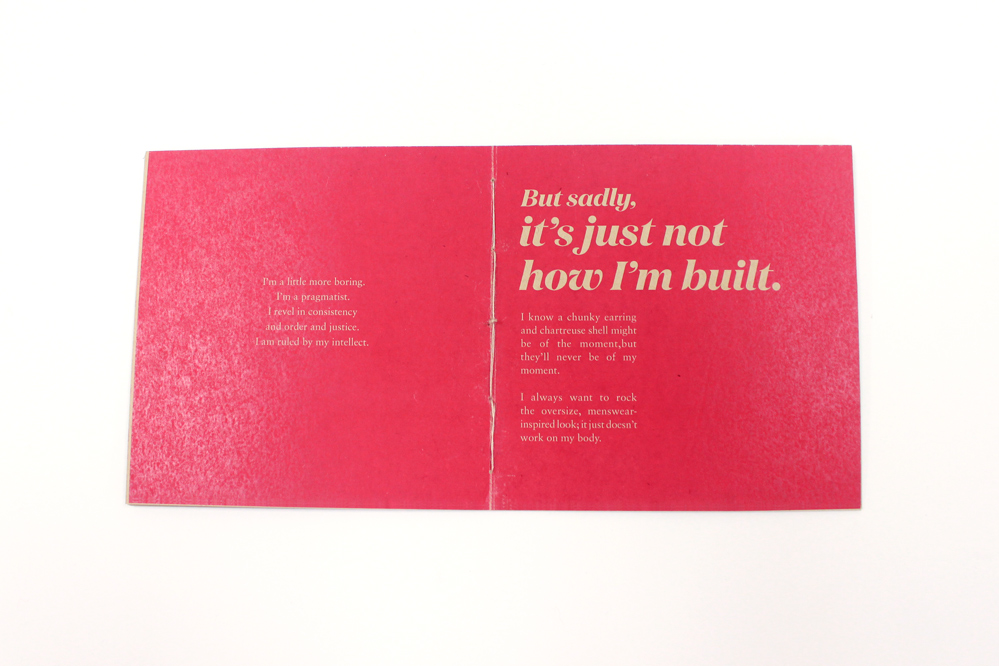 I'm a little more boring.
I'm a pragmatist.
I revel in consistency
and order and justice.
I am ruled by my intellect.
But sadly,
it's just not
how I'm built.
I know a chunky earring
and chartreuse shell might
be of the moment,but
they'll never be of my
moment.
I always want to rock
the oversize, menswear-
inspired look; it just doesn't
work on my body.